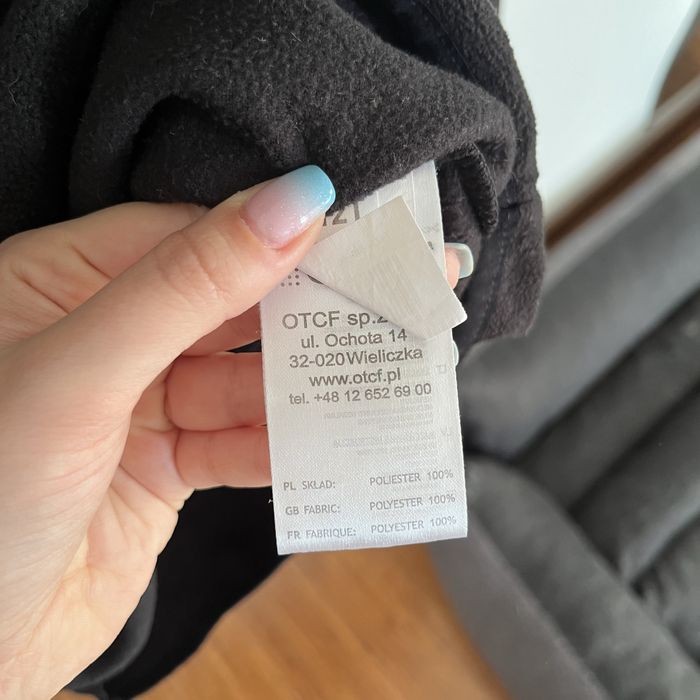 OTCF sp.z
ul. Ochota 14
32-020 Wieliczka
www.otcf.pl
tel. +48 12 652 69 00
PL SKŁAD: POLIESTER 100%
GB FABRIC: POLYESTER 100%
FR FABRIQUE: POLYESTER 100%